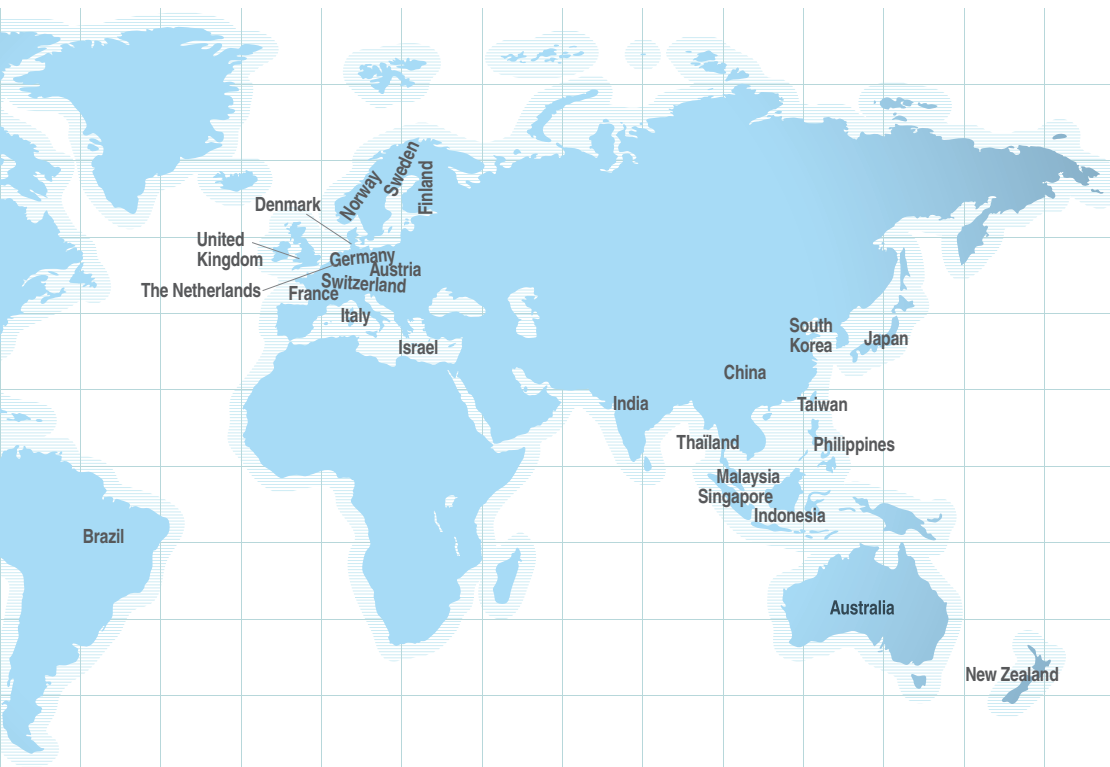 Sweden
Norway
Finland
Denmark
United
Kingdom
Germany
Austria
The Netherlands
Switzerland
France
Italy
Israel
South
Korea
Japan
China
India
Taiwan
Thaïland
Philippines
Malaysia
Singapore
Indonesia
Brazil
Australia
New Zealand